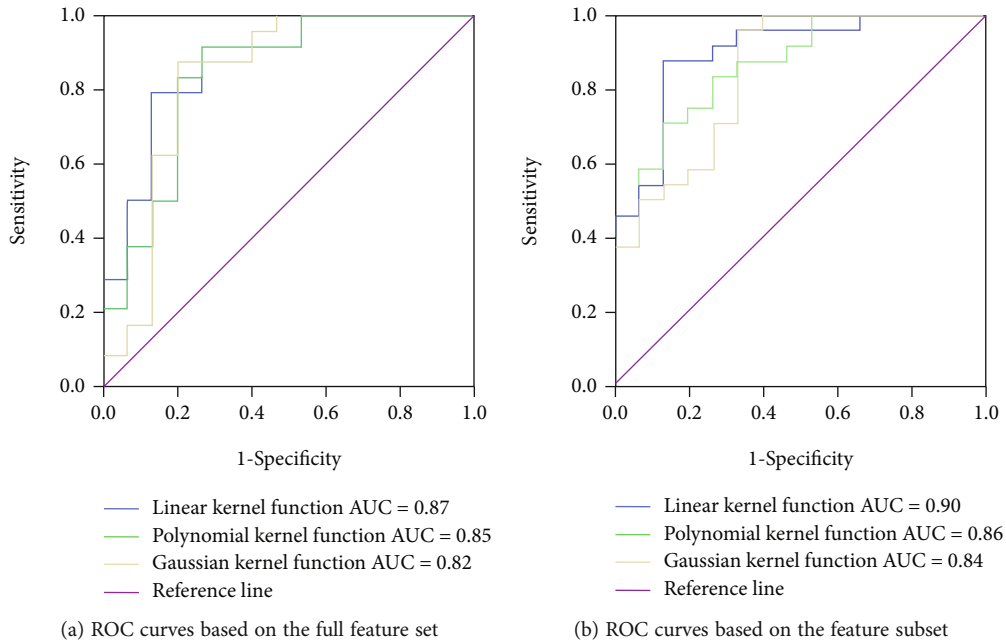 1.0
0.8
0.6
0.4
0.2
0.0
Sensitivity
0.0 0.2 0.4 0.6 0.8 1.0
1-Specificity
Linear kernel function AUC = 0.87
Polynomial kernel function AUC = 0.85
Gaussian kernel function AUC = 0.82
Reference line
(a) ROC curves based on the full feature set
1.0
0.8
0.6
0.4
0.2
0.0
Sensitivity
0.0 0.2 0.4 0.6 0.8 1.0
1-Specificity
Linear kernel function AUC = 0.90
Polynomial kernel function AUC = 0.86
Gaussian kernel function AUC = 0.84
Reference line
(b) ROC curves based on the feature subset